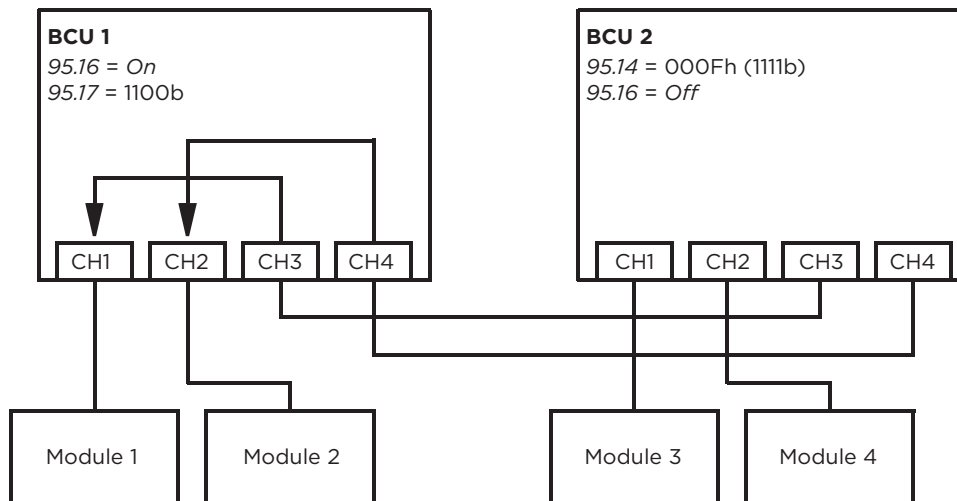 BCU 1
95.16 = On
95.17 = 1100b
CH1 CH2 CH3 CH4
BCU 2
95.14 = 000Fh (1111b)
95.16 = Off
CH1 CH2 CH3 CH4
Module 1 Module 2 Module 3 Module 4